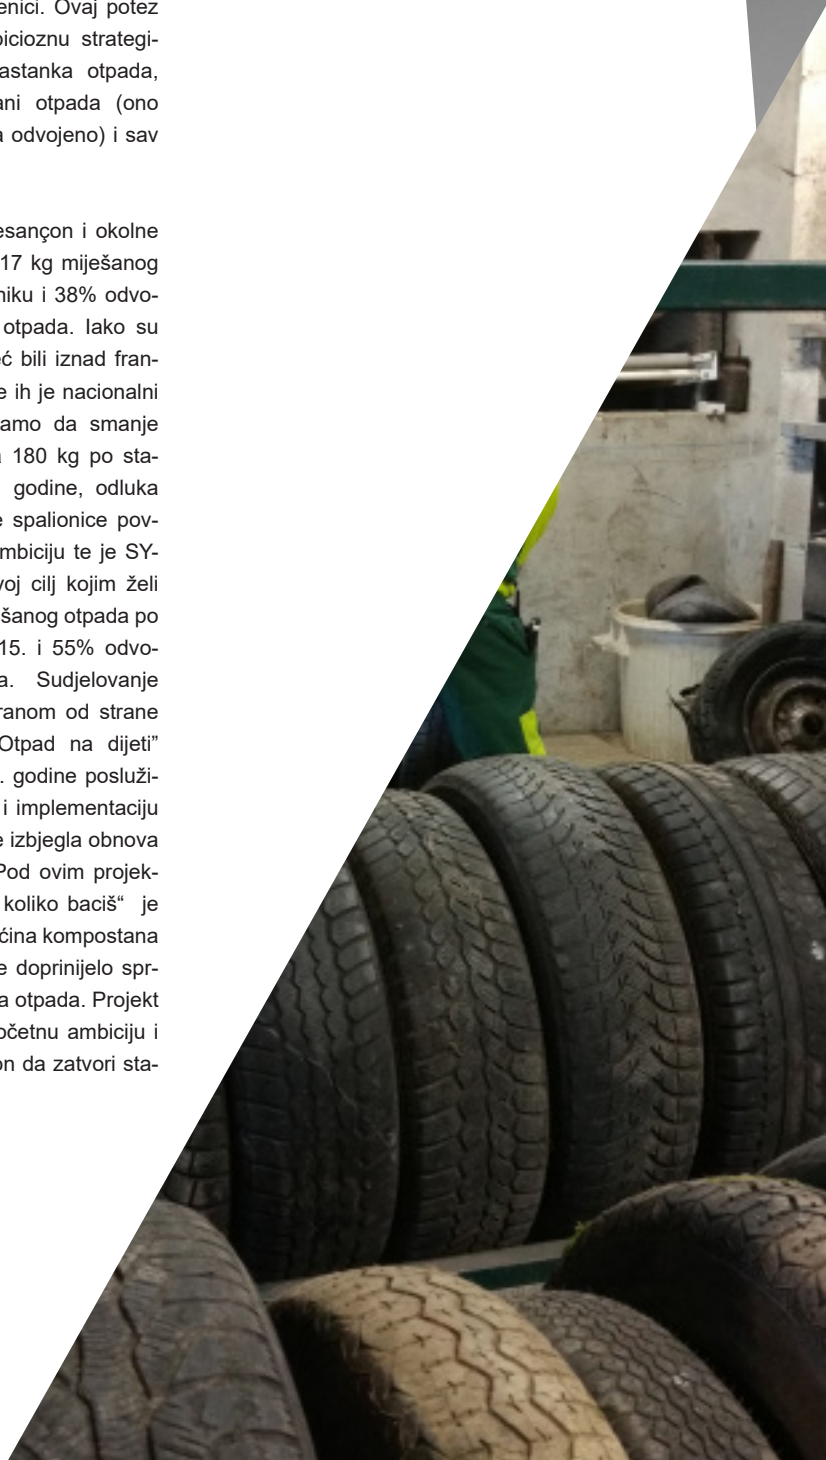 enici. Ovaj potez
bicioznu strategi-
astanka otpada,
ani otpada (ono
a odvojeno) i sav
esançon i okolne
17 kg miješanog
niku i 38% odvo-
otpada. Iako su
eć bili iznad fran-
e ih je nacionalni
amo da smanje
a 180 kg po sta-
godine, odluka
e spalionice pov-
mbiciju te je SY-
voj cilj kojim želi
šanog otpada po
15. i 55% odvo-
a. Sudjelovanje
ranom od strane
Otpad na dijeti”
. godine posluži-
i implementaciju
e izbjegla obnova
Pod ovim projek-
koliko baciš“ je
ćina kompostana
e doprinijelo spr-
a otpada. Projekt
očetnu ambiciju i
on da zatvori sta-